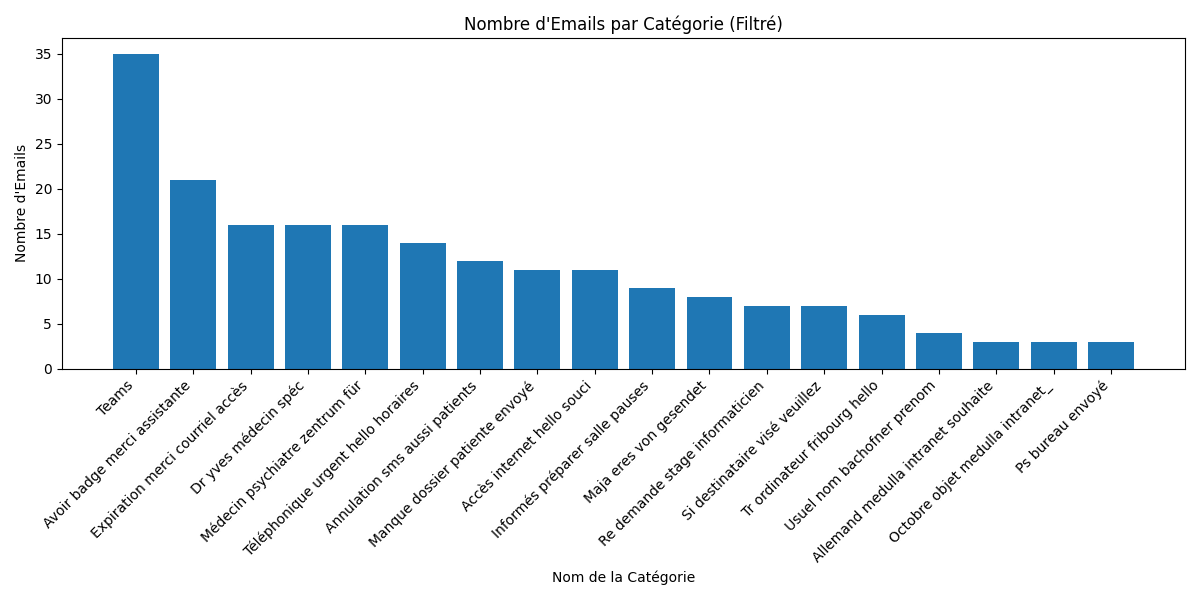 Nombre d'Emails par Catégorie (Filtré)
Nombre d'Emails
35
30
25
20
15
10
5
0
Teams
Avoir badge merci assistante
Expiration merci courriel accès
Dr yves médecin spéc
Médecin psychiatre zentrum für
Téléphonique urgent hello horaires
Annulation sms aussi patients
Manque dossier patiente envoyé
Accès internet hello souci
Informés préparer salle pauses
Maja eres von gesendet
Re demande stage informaticien
Si destinataire visé veuillez
Tr ordinateur fribourg hello
Usuel nom bachofner prenom
Allemand medulla intranet souhaite
Octobre objet medulla intranet_
Ps bureau envoyé
Nom de la Catégorie